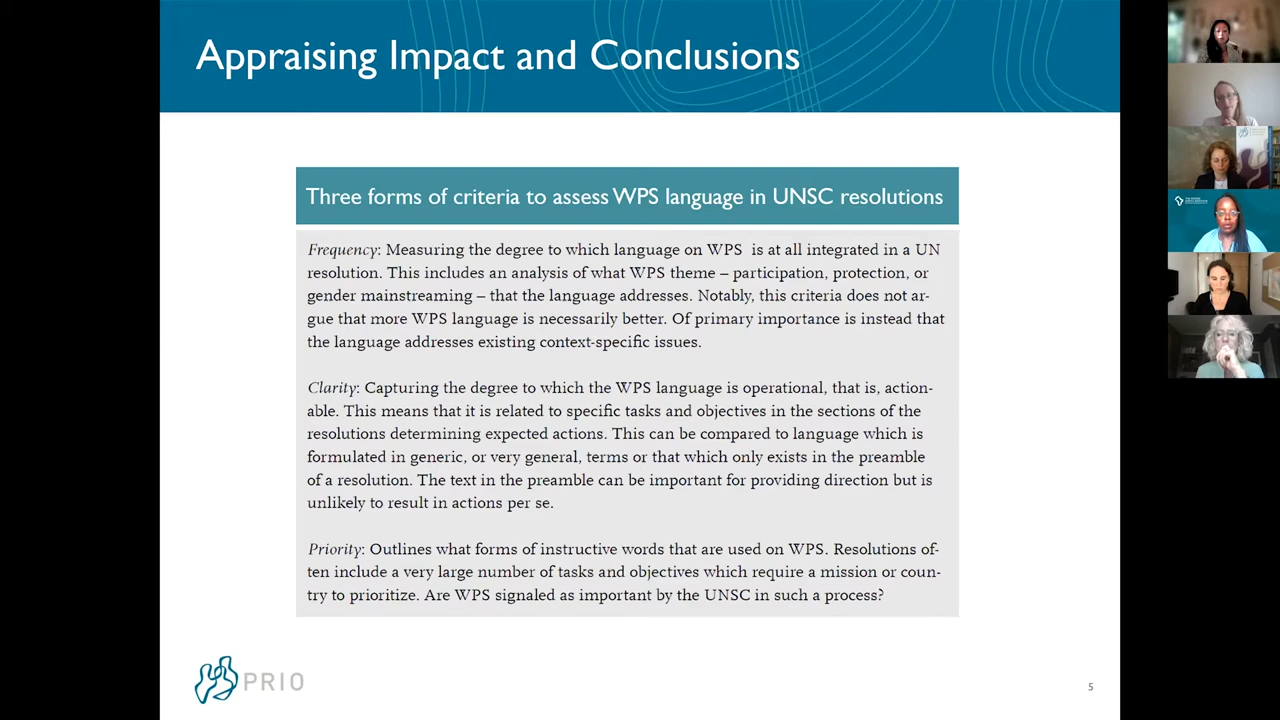 Appraising Impact and Conclusions
Three forms of criteria to assess WPS language in UNSC resolutions
Frequency: Measuring the degree to which language on WPS is at all integrated in a UN
resolution. This includes an analysis of what WPS theme – participation, protection, or
gender mainstreaming – that the language addresses. Notably, this criteria does not ar-
gue that more WPS language is necessarily better. Of primary importance is instead that
the language addresses existing context-specific issues.
Clarity: Capturing the degree to which the WPS language is operational, that is, action-
able. This means that it is related to specific tasks and objectives in the sections of the
resolutions determining expected actions. This can be compared to language which is
formulated in generic, or very general, terms or that which only exists in the preamble
of a resolution. The text in the preamble can be important for providing direction but is
unlikely to result in actions per se.
Priority: Outlines what forms of instructive words that are used on WPS. Resolutions of-
ten include a very large number of tasks and objectives which require a mission or coun-
try to prioritize. Are WPS signaled as important by the UNSC in such a process?
PRIO
5